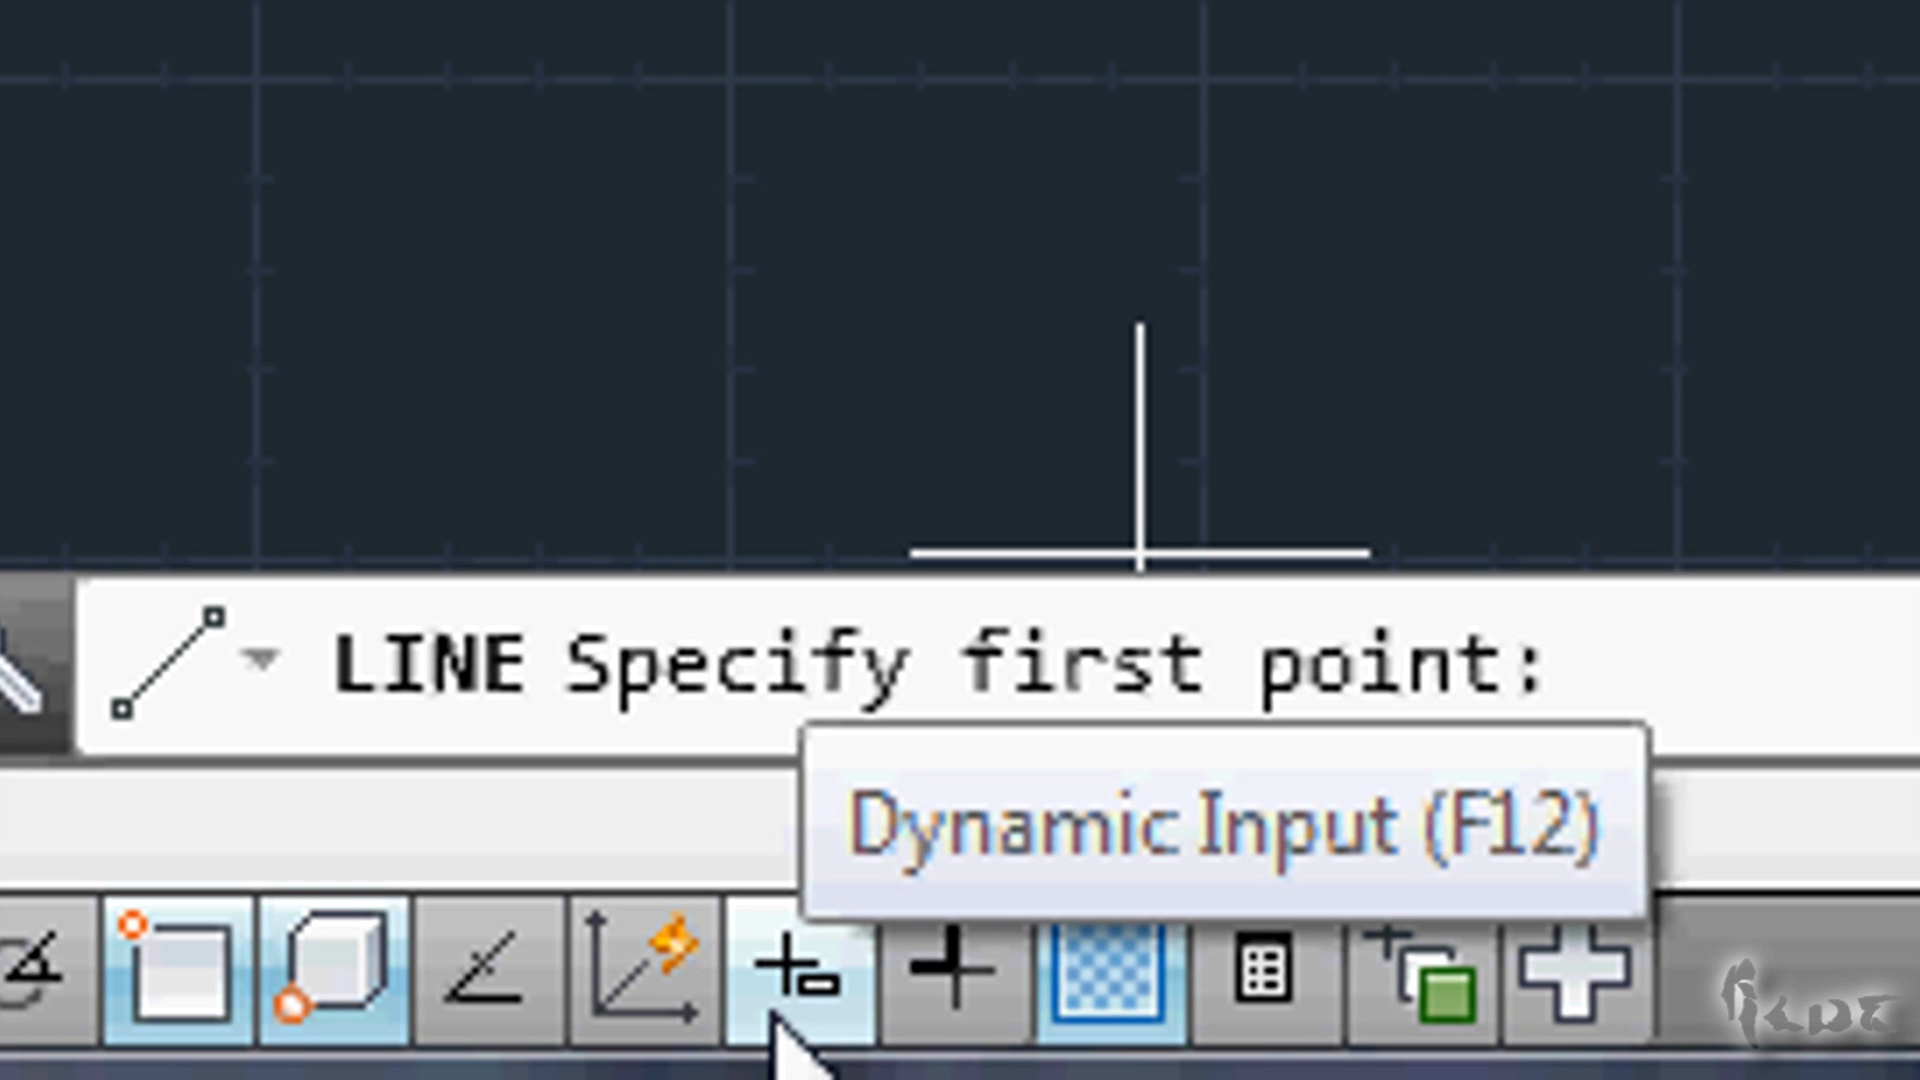 LINE Specify first point:
Dynamic Input (F12)